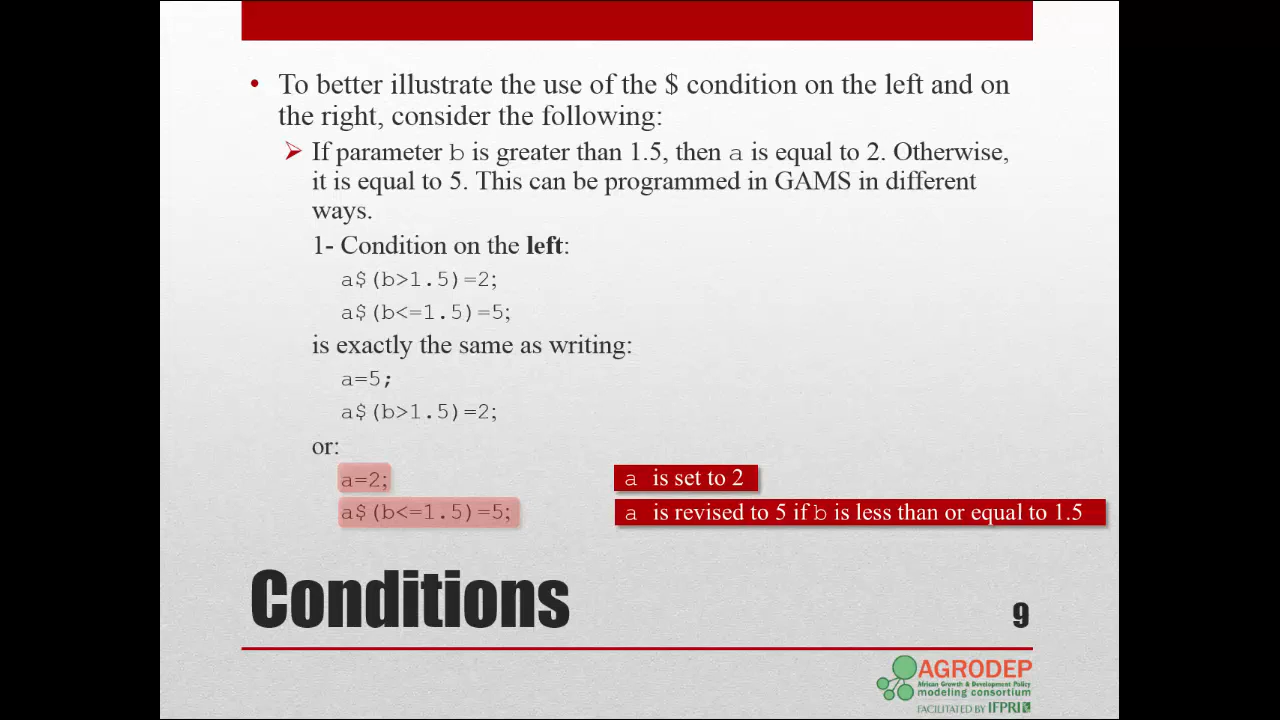 • To better illustrate the use of the $ condition on the left and on
the right, consider the following:
➢ If parameter b is greater than 1.5, then a is equal to 2. Otherwise,
it is equal to 5. This can be programmed in GAMS in different
ways.
1- Condition on the left:
a$(b>1.5)=2;
a$(b<=1.5)=5;
is exactly the same as writing:
a=5;
a$(b>1.5)=2;
or:
a=2; a is set to 2
a$(b<=1.5)=5; a is revised to 5 if b is less than or equal to 1.5
Conditions 9
AGRODEP
African Growth & Development Policy
modeling consortium
FACILITATED BY IFPRI